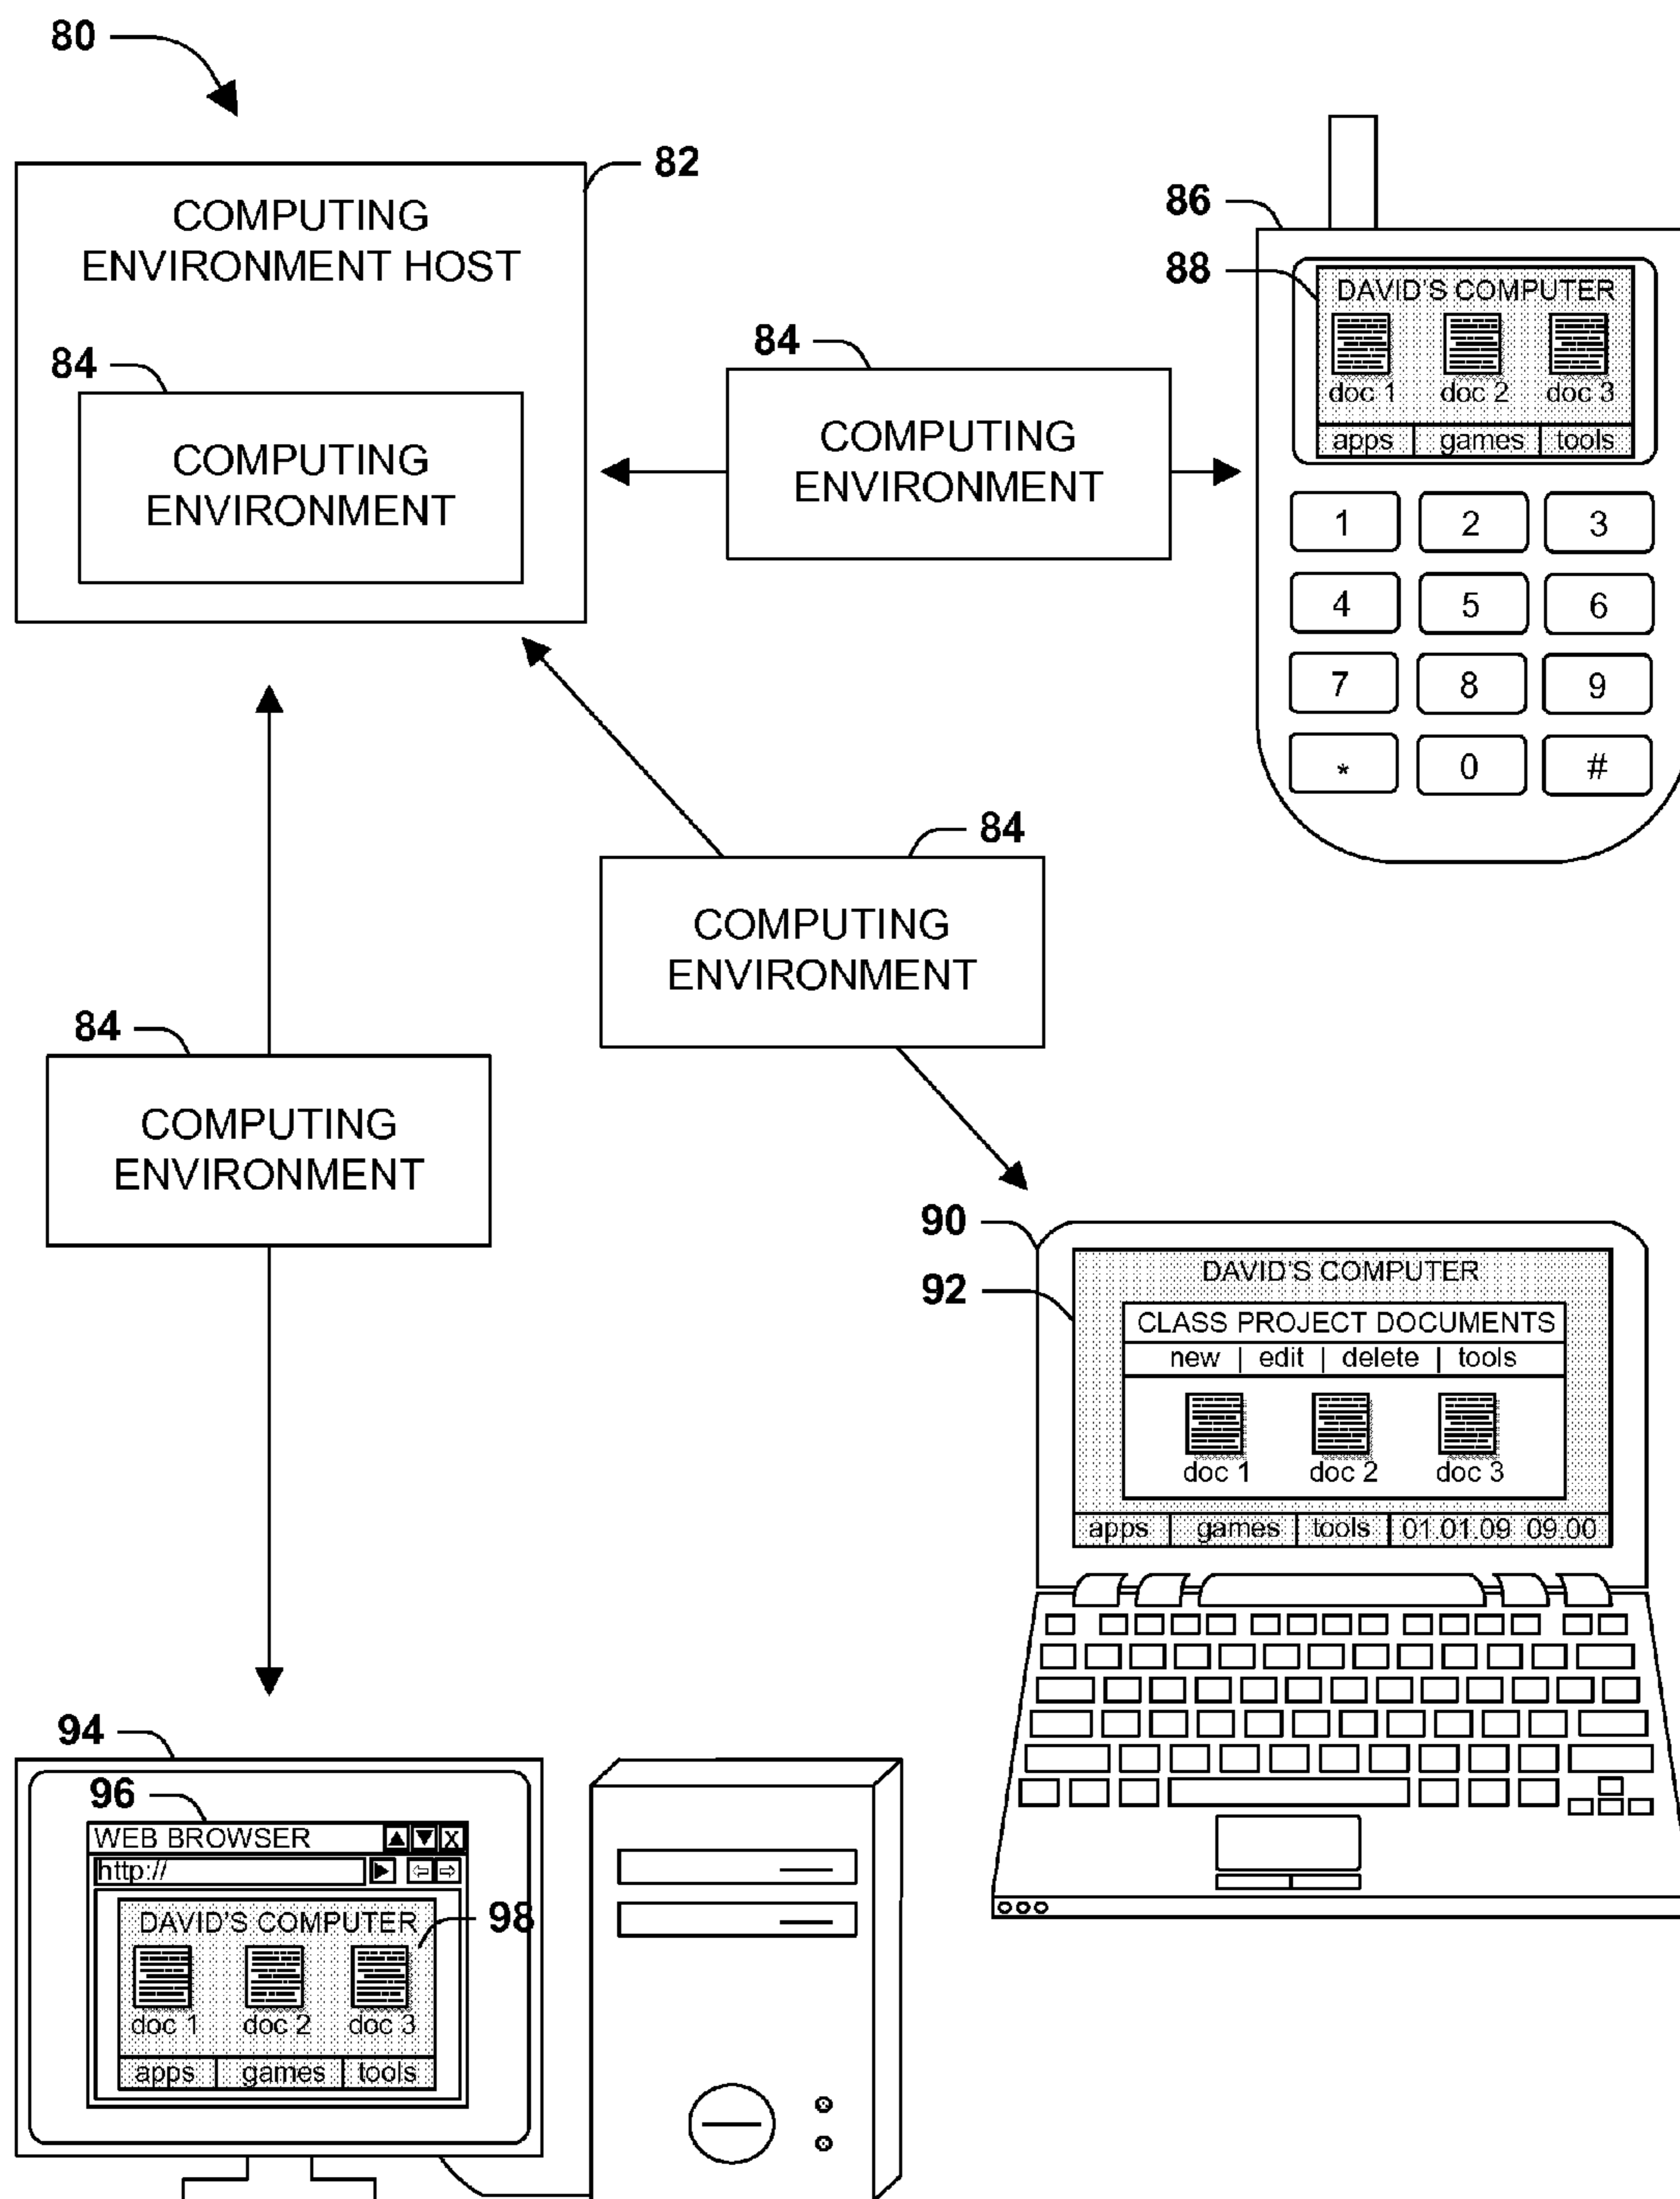 80
82
COMPUTING
ENVIRONMENT HOST
84
COMPUTING
ENVIRONMENT
84
COMPUTING
ENVIRONMENT
86
88
DAVID'S COMPUTER
doc 1 doc 2 doc 3
apps games tools
1 2 3
4 5 6
7 8 9
* 0 #
84
COMPUTING
ENVIRONMENT
84
COMPUTING
ENVIRONMENT
90
92
DAVID'S COMPUTER
CLASS PROJECT DOCUMENTS
new | edit | delete | tools
doc 1 doc 2 doc 3
apps games tools 01.01.09 09.00
94
96
WEB BROWSER X
http://
DAVID'S COMPUTER
98
doc 1 doc 2 doc 3
apps games tools